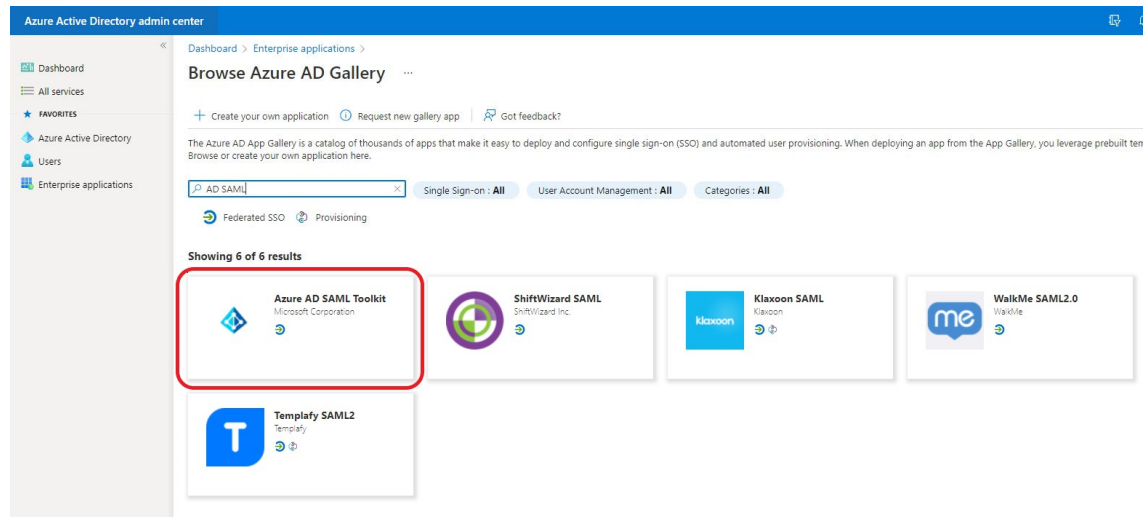 Azure Active Directory admin center
«
Dashboard
All services
FAVORITES
Azure Active Directory
Users
Enterprise applications
Dashboard > Enterprise applications >
Browse Azure AD Gallery ...
Create your own application Request new gallery app Got feedback?
The Azure AD App Gallery is a catalog of thousands of apps that make it easy to deploy and configure single sign-on (SSO) and automated user provisioning. When deploying an app from the App Gallery, you leverage prebuilt tem
Browse or create your own application here.
AD SAML Single Sign-on : All User Account Management : All Categories : All
Federated SSO Provisioning
Showing 6 of 6 results
Azure AD SAML Toolkit
Microsoft Corporation
ShiftWizard SAML
ShiftWizard Inc.
klaxoon
Klaxoon SAML
Klaxoon
me
WalkMe SAML2.0
WalkMe
T
Templafy SAML2
Templafy